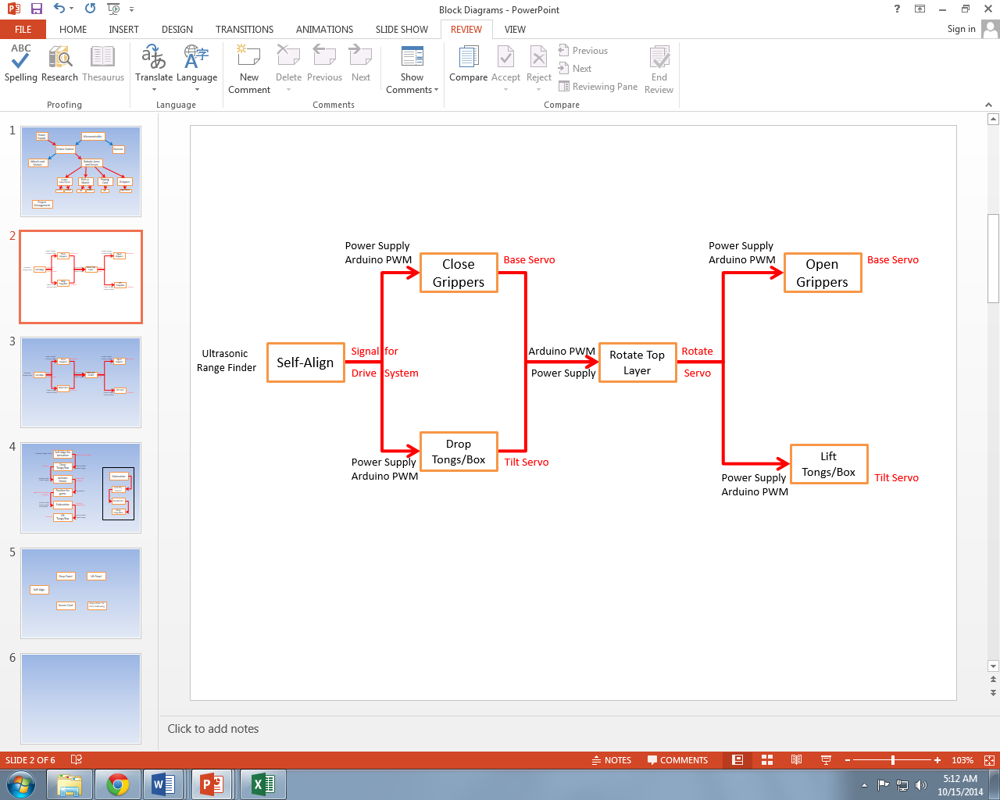 Block Diagrams - PowerPoint
FILE
HOME
INSERT
DESIGN
TRANSITIONS
ANIMATIONS
SLIDE SHOW
REVIEW
VIEW
Sign in
ABC
Spelling
Research
Thesaurus
Translate
Language
New
Comment
Delete
Previous
Next
Show
Comments
Compare
Accept
Reject
Previous
Next
Reviewing Pane
End
Review
Proofing
Language
Comments
Compare
1
2
3
4
5
6
Power Supply
Arduino PWM
Close
Grippers
Base Servo
Power Supply
Arduino PWM
Open
Grippers
Base Servo
Ultrasonic
Range Finder
Self-Align
Signal for
Drive System
Arduino PWM
Power Supply
Rotate Top
Layer
Rotate
Servo
Drop
Tongs/Box
Power Supply
Arduino PWM
Tilt Servo
Lift
Tongs/Box
Power Supply
Arduino PWM
Tilt Servo
Click to add notes
SLIDE 2 OF 6
NOTES
COMMENTS
103%
5:12 AM
10/15/2014